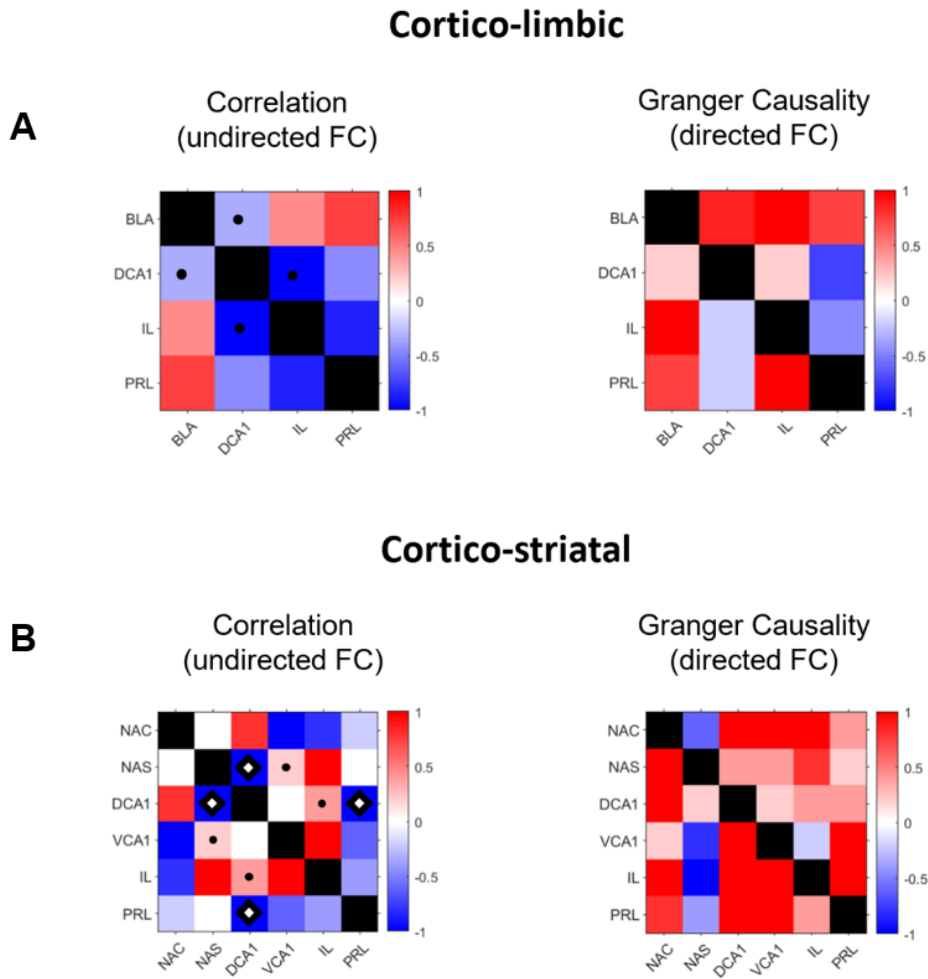 Cortico-limbic
A
Correlation
(undirected FC)
Granger Causality
(directed FC)
BLA
DCA1
IL
PRL
BLA
DCA1
IL
PRL
1
0.5
0
-0.5
-1
BLA
DCA1
IL
PRL
BLA
DCA1
IL
PRL
1
0.5
0
-0.5
-1
Cortico-striatal
B
Correlation
(undirected FC)
Granger Causality
(directed FC)
NAC
NAS
DCA1
VCA1
IL
PRL
NAC
NAS
DCA1
VCA1
IL
PRL
1
0.5
0
-0.5
-1
NAC
NAS
DCA1
VCA1
IL
PRL
NAC
NAS
DCA1
VCA1
IL
PRL
1
0.5
0
-0.5
-1